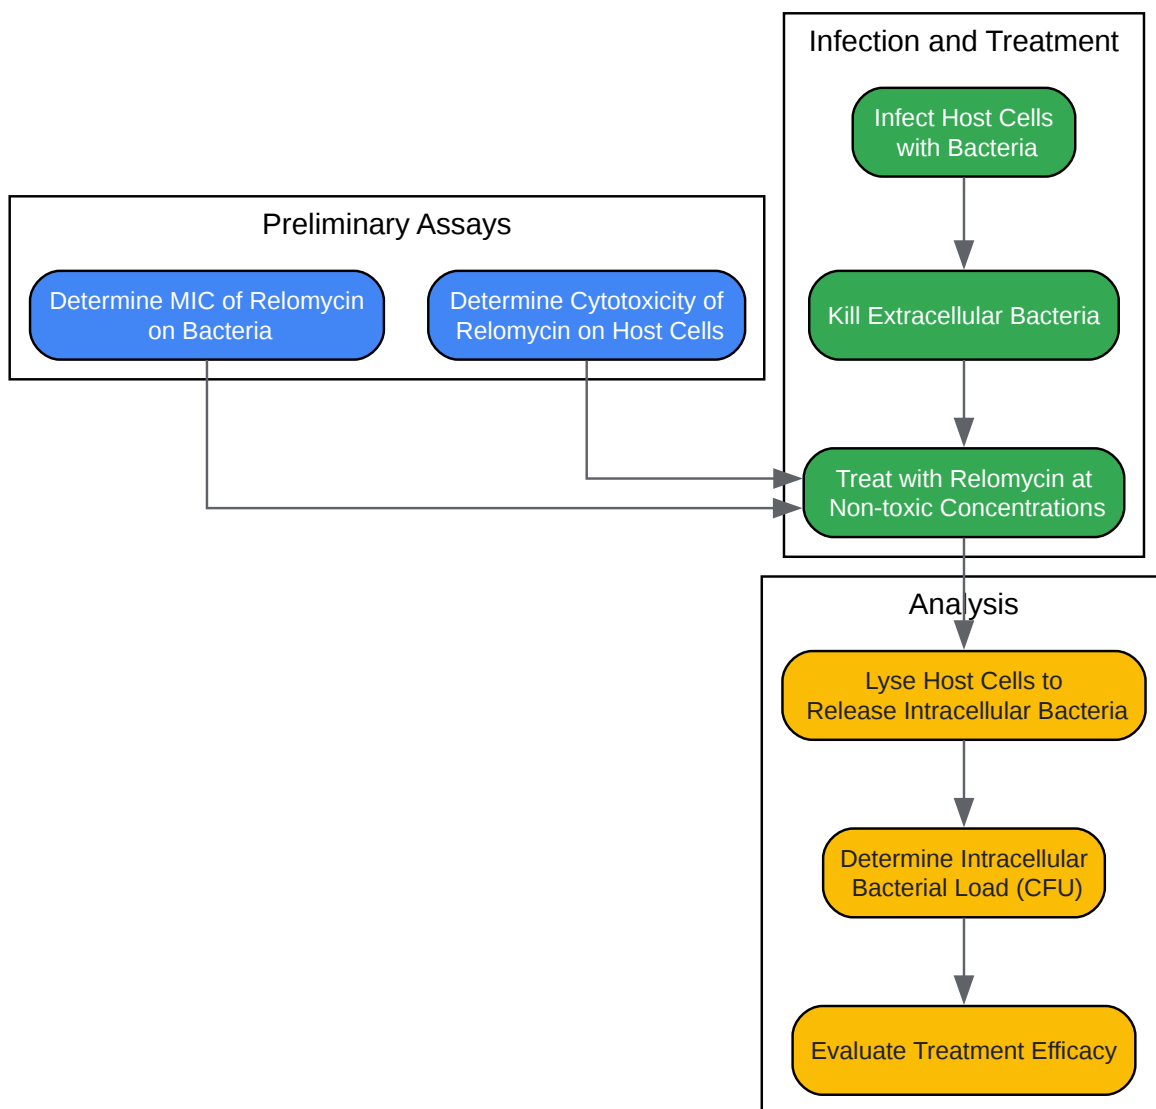 Infection and Treatment
Infect Host Cells
with Bacteria
Preliminary Assays
Determine MIC of Relomycin
on Bacteria
Determine Cytotoxicity of
Relomycin on Host Cells
Kill Extracellular Bacteria
Treat with Relomycin at
Non-toxic Concentrations
Analysis
Lyse Host Cells to
Release Intracellular Bacteria
Determine Intracellular
Bacterial Load (CFU)
Evaluate Treatment Efficacy